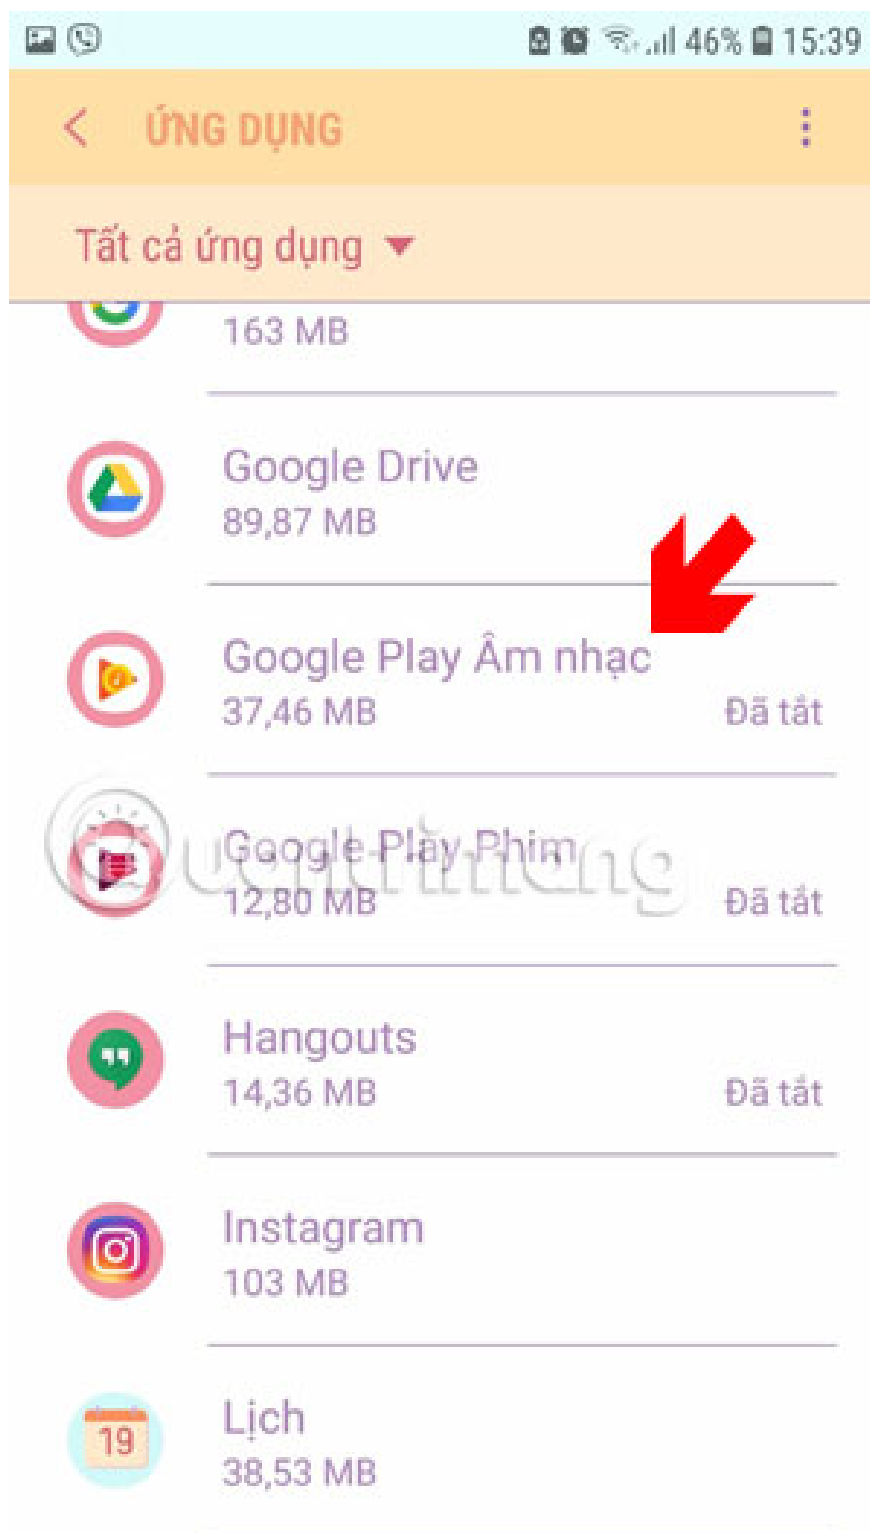 46% 15:39
ỨNG DỤNG
Tất cả ứng dụng
163 MB
Google Drive
89,87 MB
Google Play Âm nhạc
37,46 MB Đã tắt
Google Play Phim
12,80 MB Đã tắt
Quantrimang
Hangouts
14,36 MB Đã tắt
Instagram
103 MB
19
Lịch
38,53 MB